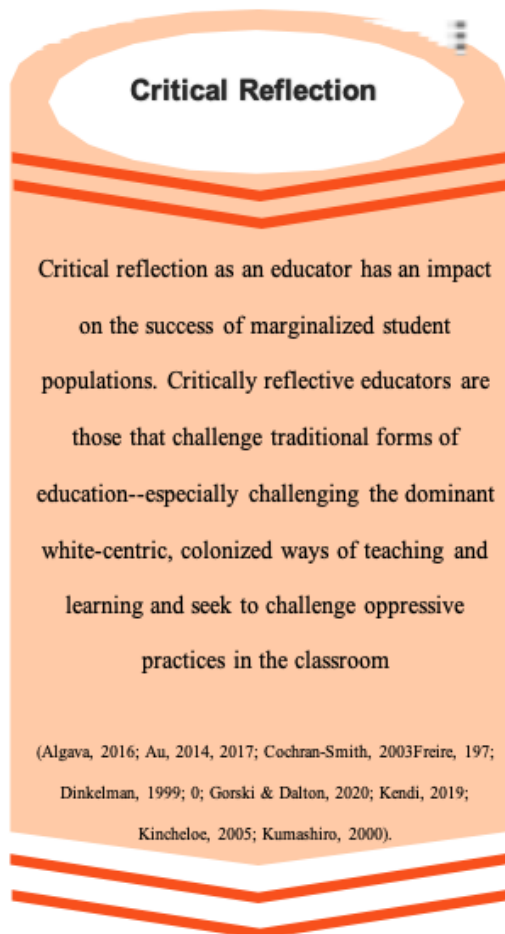 Critical Reflection
Critical reflection as an educator has an impact
on the success of marginalized student
populations. Critically reflective educators are
those that challenge traditional forms of
education--especially challenging the dominant
white-centric, colonized ways of teaching and
learning and seek to challenge oppressive
practices in the classroom
(Algava, 2016; Au, 2014, 2017; Cochran-Smith, 2003Freire, 197;
Dinkelman, 1999; 0; Gorski & Dalton, 2020; Kendi, 2019;
Kincheloe, 2005; Kumashiro, 2000).